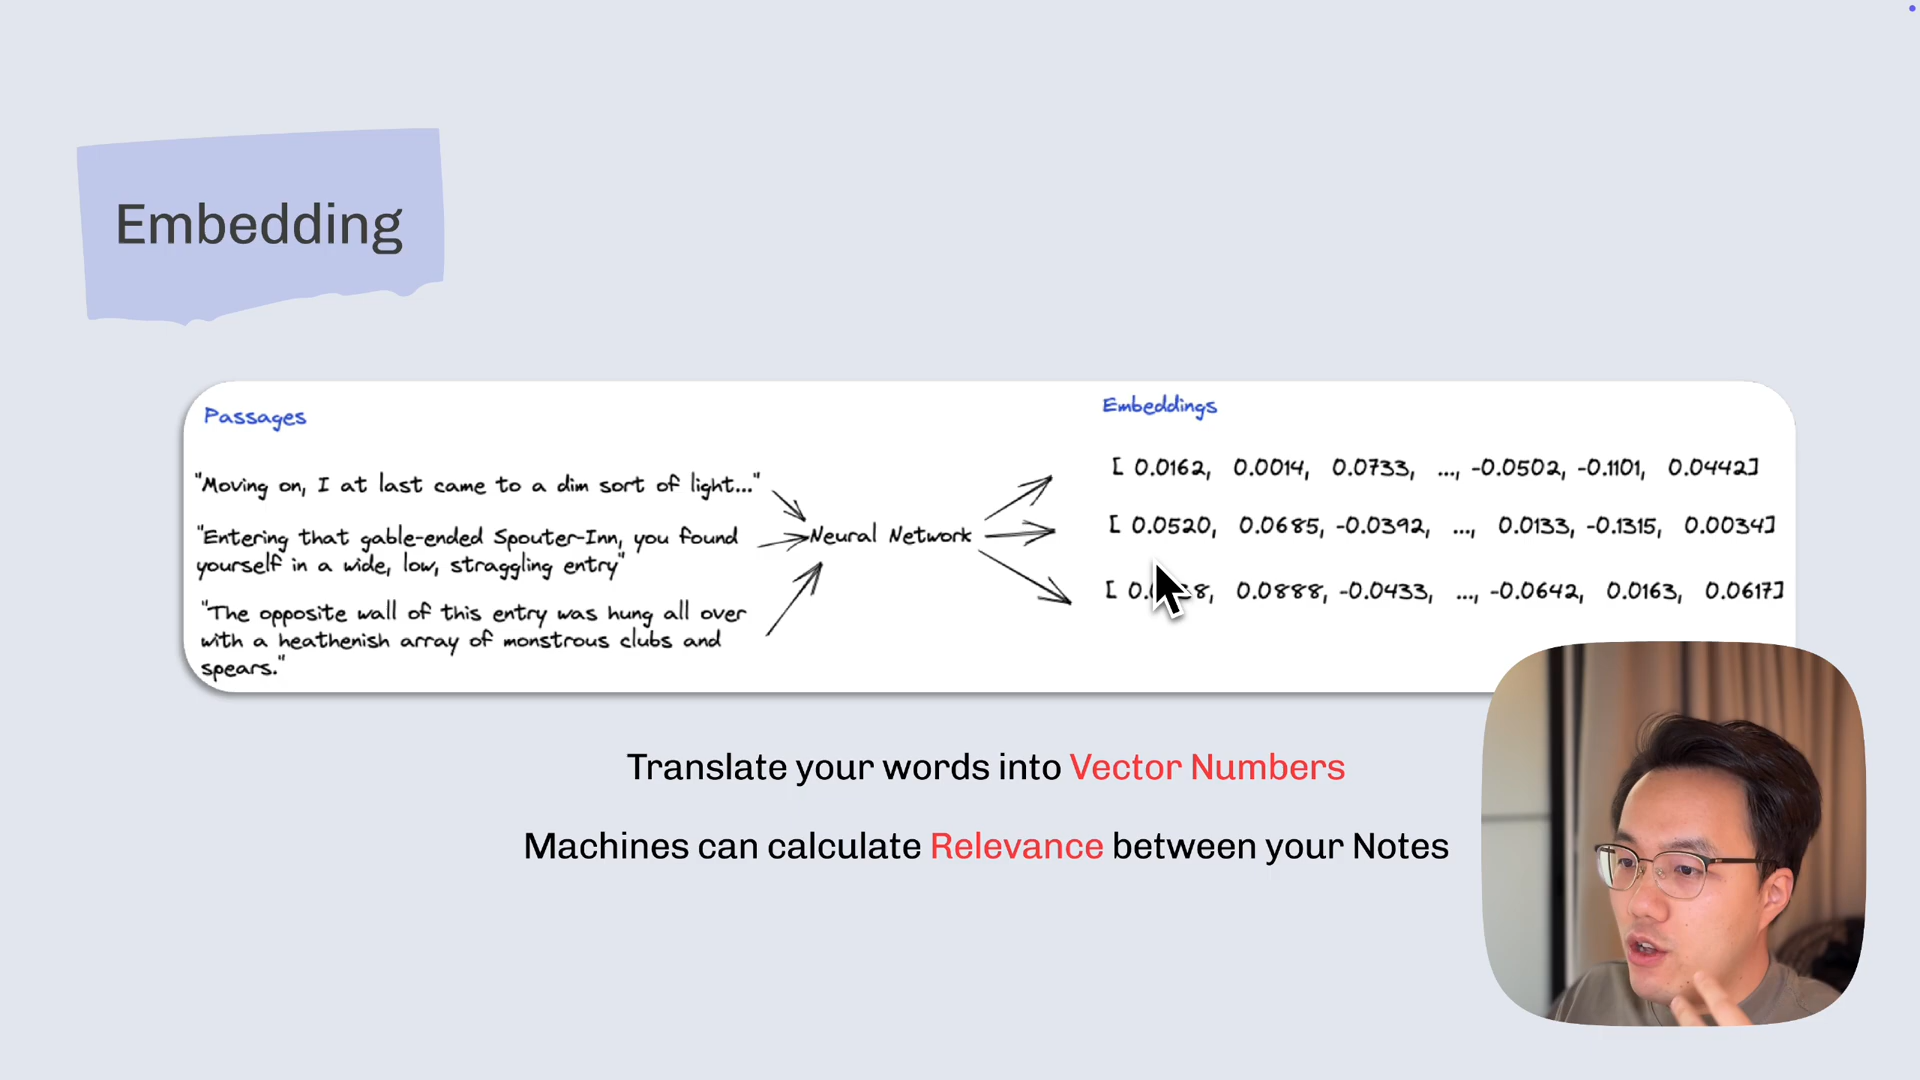 Embedding
Passages
Embeddings
"Moving on, I at last came to a dim sort of light..."
"Entering that gable-ended Spouter-Inn, you found
yourself in a wide, low, straggling entry"
"The opposite wall of this entry was hung all over
with a heathenish array of monstrous clubs and
spears."
Neural Network
[ 0.0162, 0.0014, 0.0733, ..., -0.0502, -0.1101, 0.0442]
[ 0.0520, 0.0685, -0.0392, ..., 0.0133, -0.1315, 0.0034]
[ 0.0888, -0.0433, ..., -0.0642, 0.0163, 0.0617]
Translate your words into Vector Numbers
Machines can calculate Relevance between your Notes